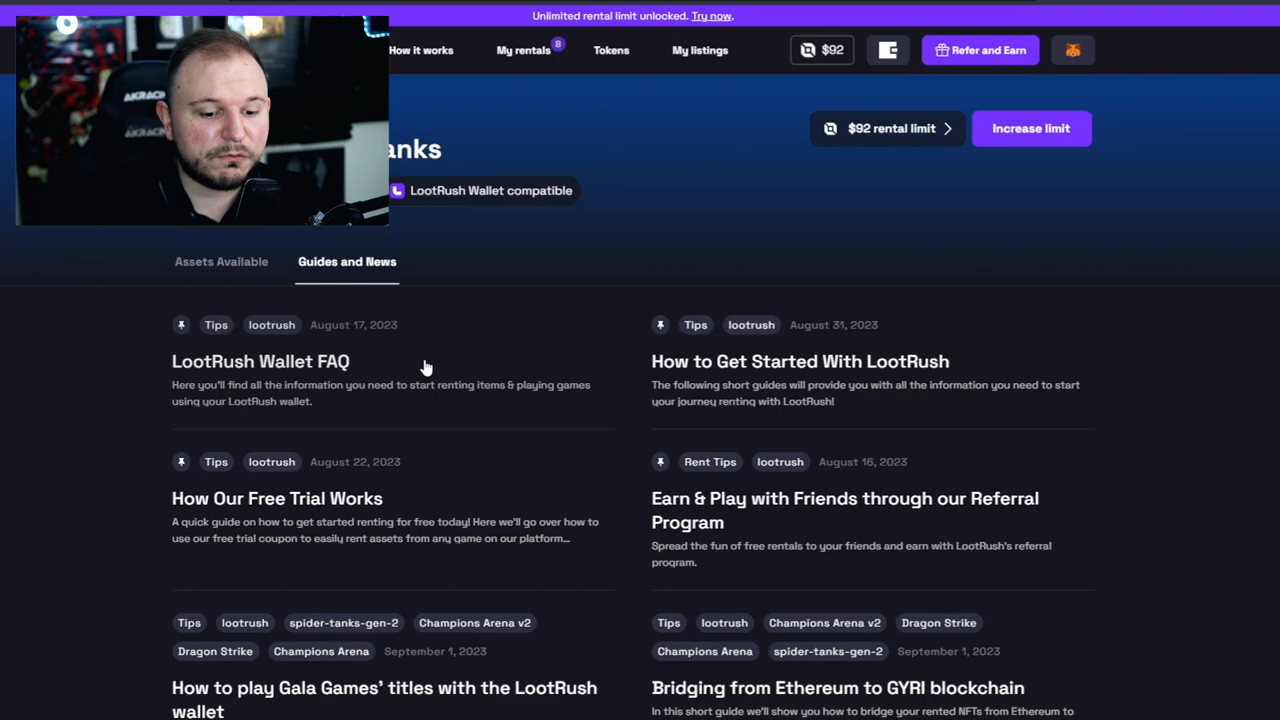 Unlimited rental limit unlocked. Try now.
How it works
My rentals 8
Tokens
My listings
$92
Refer and Earn
AKRACING
anks
$92 rental limit
Increase limit
LootRush Wallet compatible
Assets Available
Guides and News
Tips lootrush August 17, 2023
LootRush Wallet FAQ
Here you'll find all the information you need to start renting items & playing games
using your LootRush wallet.
Tips lootrush August 31, 2023
How to Get Started With LootRush
The following short guides will provide you with all the information you need to start
your journey renting with LootRush!
Tips lootrush August 22, 2023
How Our Free Trial Works
A quick guide on how to get started renting for free today! Here we'll go over how to
use our free trial coupon to easily rent assets from any game on our platform...
Rent Tips lootrush August 16, 2023
Earn & Play with Friends through our Referral
Program
Spread the fun of free rentals to your friends and earn with LootRush's referral
program.
Tips lootrush spider-tanks-gen-2 Champions Arena v2
Dragon Strike Champions Arena September 1, 2023
How to play Gala Games' titles with the LootRush
wallet
Tips lootrush Champions Arena v2 Dragon Strike
Champions Arena spider-tanks-gen-2 September 1, 2023
Bridging from Ethereum to GYRI blockchain
In this short guide we'll show you how to bridge your rented NFTs from Ethereum to